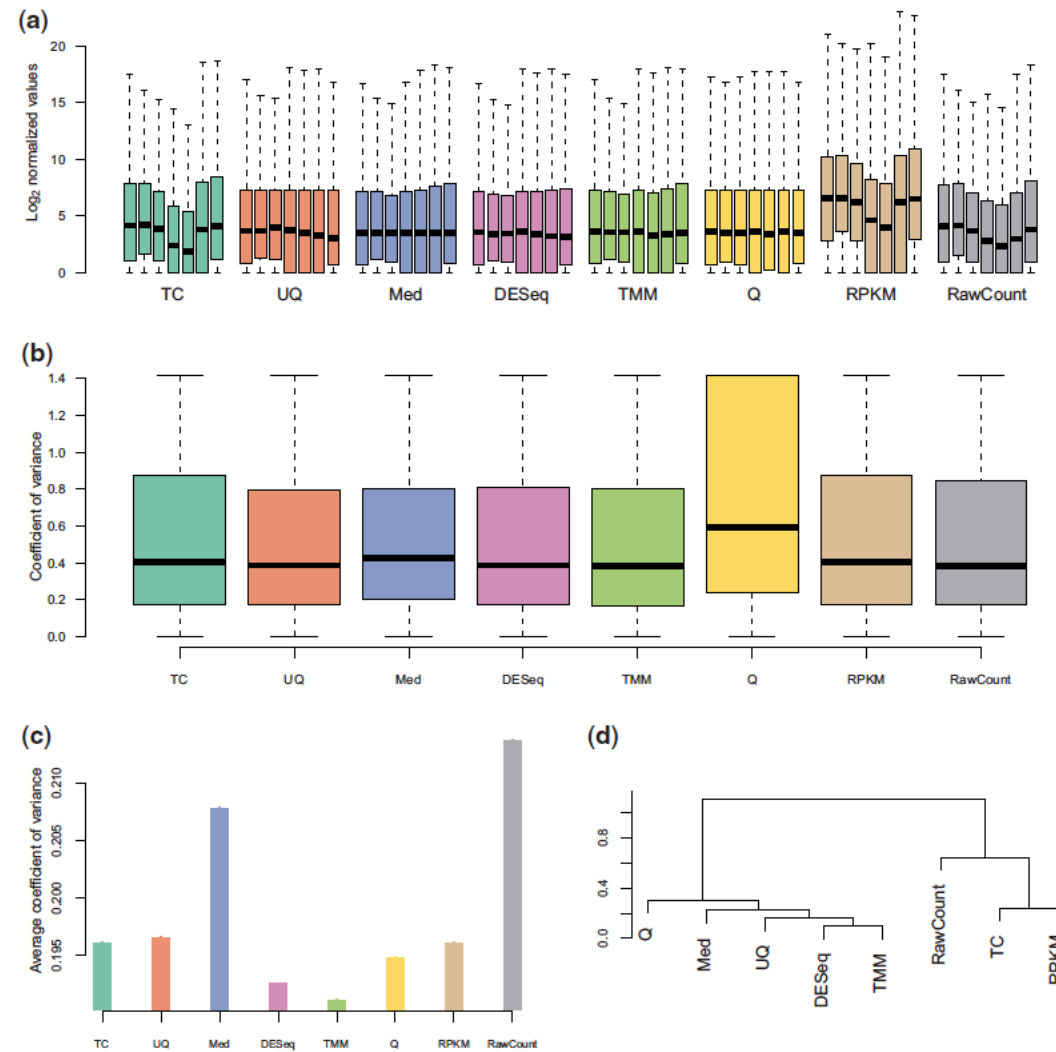 (a)
Log2 normalized values
20
15
10
5
0
TC UQ Med DESeq TMM Q RPKM RawCount
(b)
Coefficient of variance
1.4
1.2
1.0
0.8
0.6
0.4
0.2
0.0
TC UQ Med DESeq TMM Q RPKM RawCount
(c)
Average coefficient of variance
0.210
0.205
0.200
0.195
TC UQ Med DESeq TMM Q RPKM RawCount
(d)
0.8
0.4
0.0
Q Med UQ DESeq TMM RawCount TC RPKM